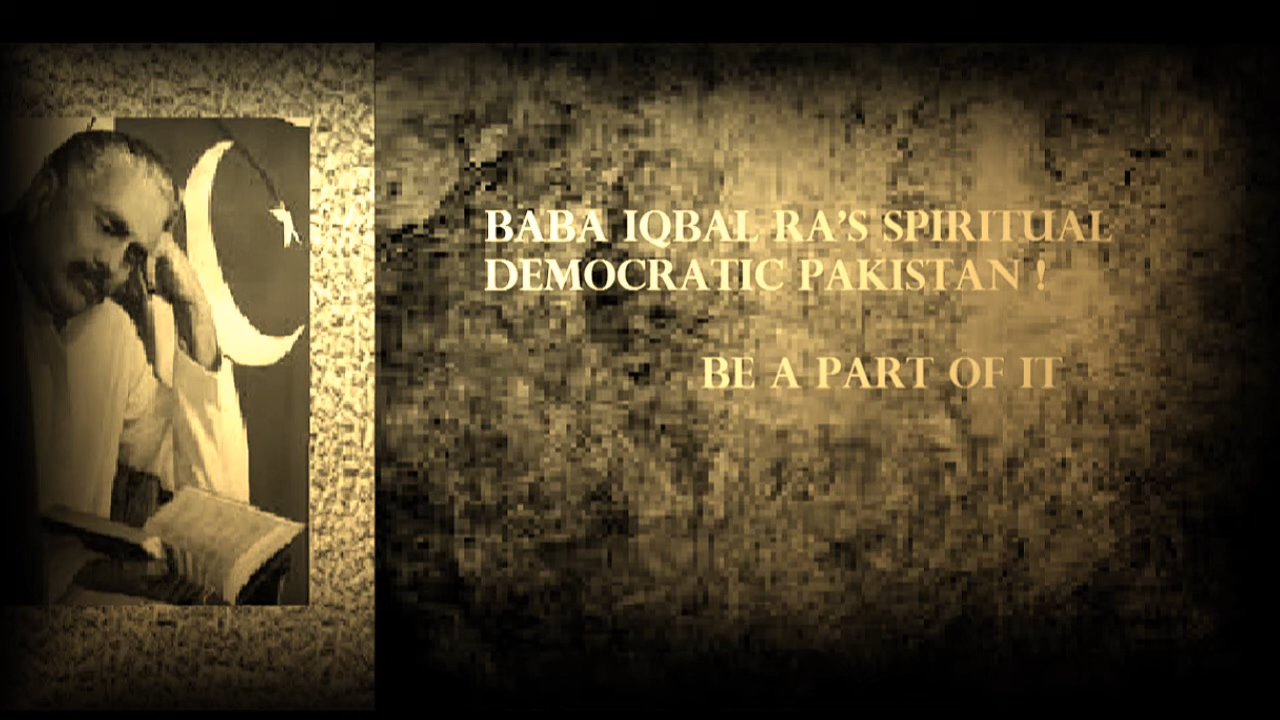 BABA IQBAL RA'S SPIRITUAL
DEMOCRATIC PAKISTAN !
BE A PART OF IT